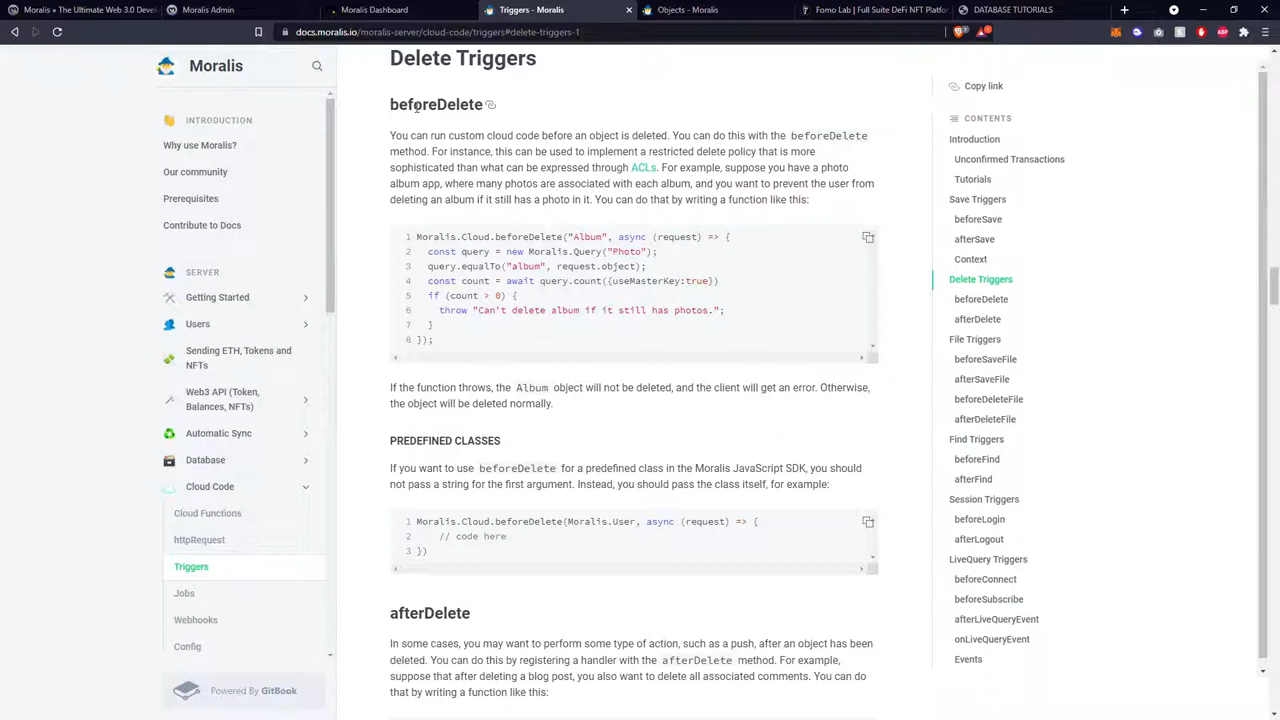 Moralis » The Ultimate Web 3.0 Devel
Moralis Admin
Moralis Dashboard
Triggers - Moralis
Objects - Moralis
Fomo Lab | Full Suite DeFi NFT Platfor
DATABASE TUTORIALS
docs.moralis.io/moralis-server/cloud-code/triggers#delete-triggers-1
Moralis
INTRODUCTION
Why use Moralis?
Our community
Prerequisites
Contribute to Docs
SERVER
Getting Started
Users
Sending ETH, Tokens and
NFTs
Web3 API (Token,
Balances, NFTs)
Automatic Sync
Database
Cloud Code
Cloud Functions
httpRequest
Triggers
Jobs
Webhooks
Config
Powered By GitBook
Delete Triggers
beforeDelete
You can run custom cloud code before an object is deleted. You can do this with the beforeDelete
method. For instance, this can be used to implement a restricted delete policy that is more
sophisticated than what can be expressed through ACLs. For example, suppose you have a photo
album app, where many photos are associated with each album, and you want to prevent the user from
deleting an album if it still has a photo in it. You can do that by writing a function like this:
1 Moralis.Cloud.beforeDelete("Album", async (request) => {
2 const query = new Moralis.Query("Photo");
3 query.equalTo("album", request.object);
4 const count = await query.count({useMasterKey:true})
5 if (count > 0) {
6 throw "Can't delete album if it still has photos.";
7 }
8 });
If the function throws, the Album object will not be deleted, and the client will get an error. Otherwise,
the object will be deleted normally.
PREDEFINED CLASSES
If you want to use beforeDelete for a predefined class in the Moralis JavaScript SDK, you should
not pass a string for the first argument. Instead, you should pass the class itself, for example:
1 Moralis.Cloud.beforeDelete(Moralis.User, async (request) => {
2 // code here
3 })
afterDelete
In some cases, you may want to perform some type of action, such as a push, after an object has been
deleted. You can do this by registering a handler with the afterDelete method. For example,
suppose that after deleting a blog post, you also want to delete all associated comments. You can do
that by writing a function like this:
Copy link
CONTENTS
Introduction
Unconfirmed Transactions
Tutorials
Save Triggers
beforeSave
afterSave
Context
Delete Triggers
beforeDelete
afterDelete
File Triggers
beforeSaveFile
afterSaveFile
beforeDeleteFile
afterDeleteFile
Find Triggers
beforeFind
afterFind
Session Triggers
beforeLogin
afterLogout
LiveQuery Triggers
beforeConnect
beforeSubscribe
afterLiveQueryEvent
onLiveQueryEvent
Events